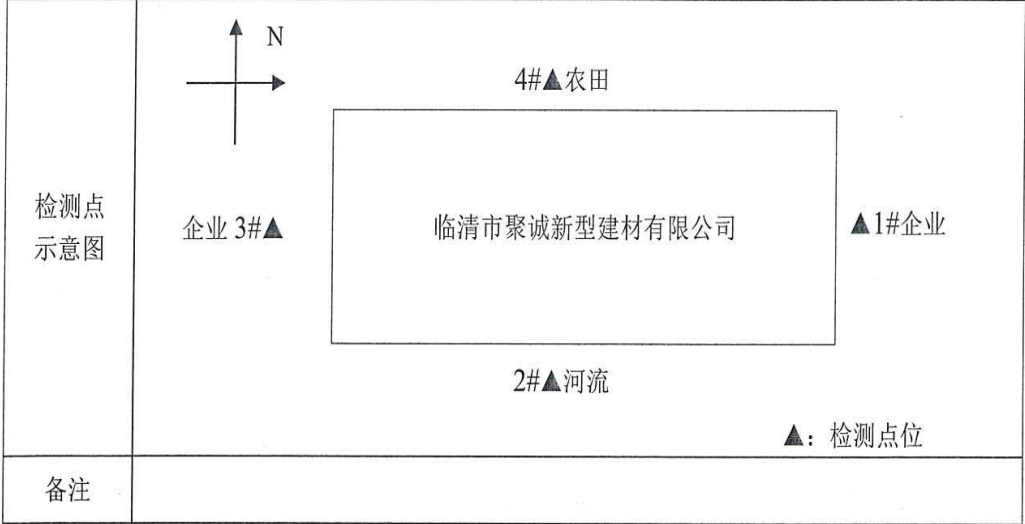 N
4#▲农田
检测点
示意图
企业 3#▲
临清市聚诚新型建材有限公司
▲1#企业
2#▲河流
▲：检测点位
备注